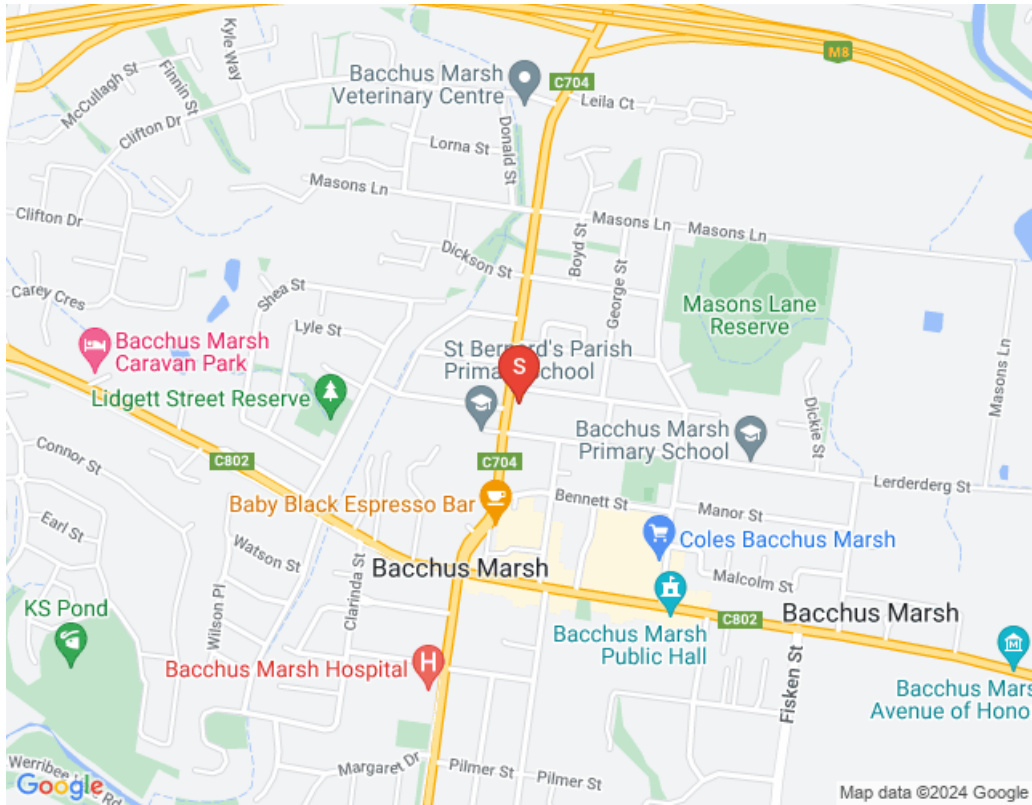 Kyle Way
M8
McCullagh St
Finnin St
Bacchus Marsh
Veterinary Centre
C704
Leila Ct
Clifton Dr
Donald St
Lorna St
Masons Ln
Clifton Dr
Masons Ln
Masons Ln
Boyd St
Dickson St
George St
Shea St
Carey Cres
Masons Lane
Reserve
Lyle St
Bacchus Marsh
Caravan Park
St Bernard's Parish
Primary School
S
Masons Ln
Lidgett Street Reserve
Dickie St
Bacchus Marsh
Primary School
Connor St
C802
C704
Lerderderg St
Bennett St
Baby Black Espresso Bar
Manor St
Earl St
Coles Bacchus Marsh
Watson St
Bacchus Marsh
Malcolm St
Clarinda St
KS Pond
Wilson Pl
C802
Bacchus Marsh
Bacchus Marsh
Public Hall
Bacchus Marsh Hospital
H
Fisken St
M
Bacchus Mars
Avenue of Hono
Margaret Dr
Pilmer St
Pilmer St
Werribee
Rd
Google
Map data ©2024 Google